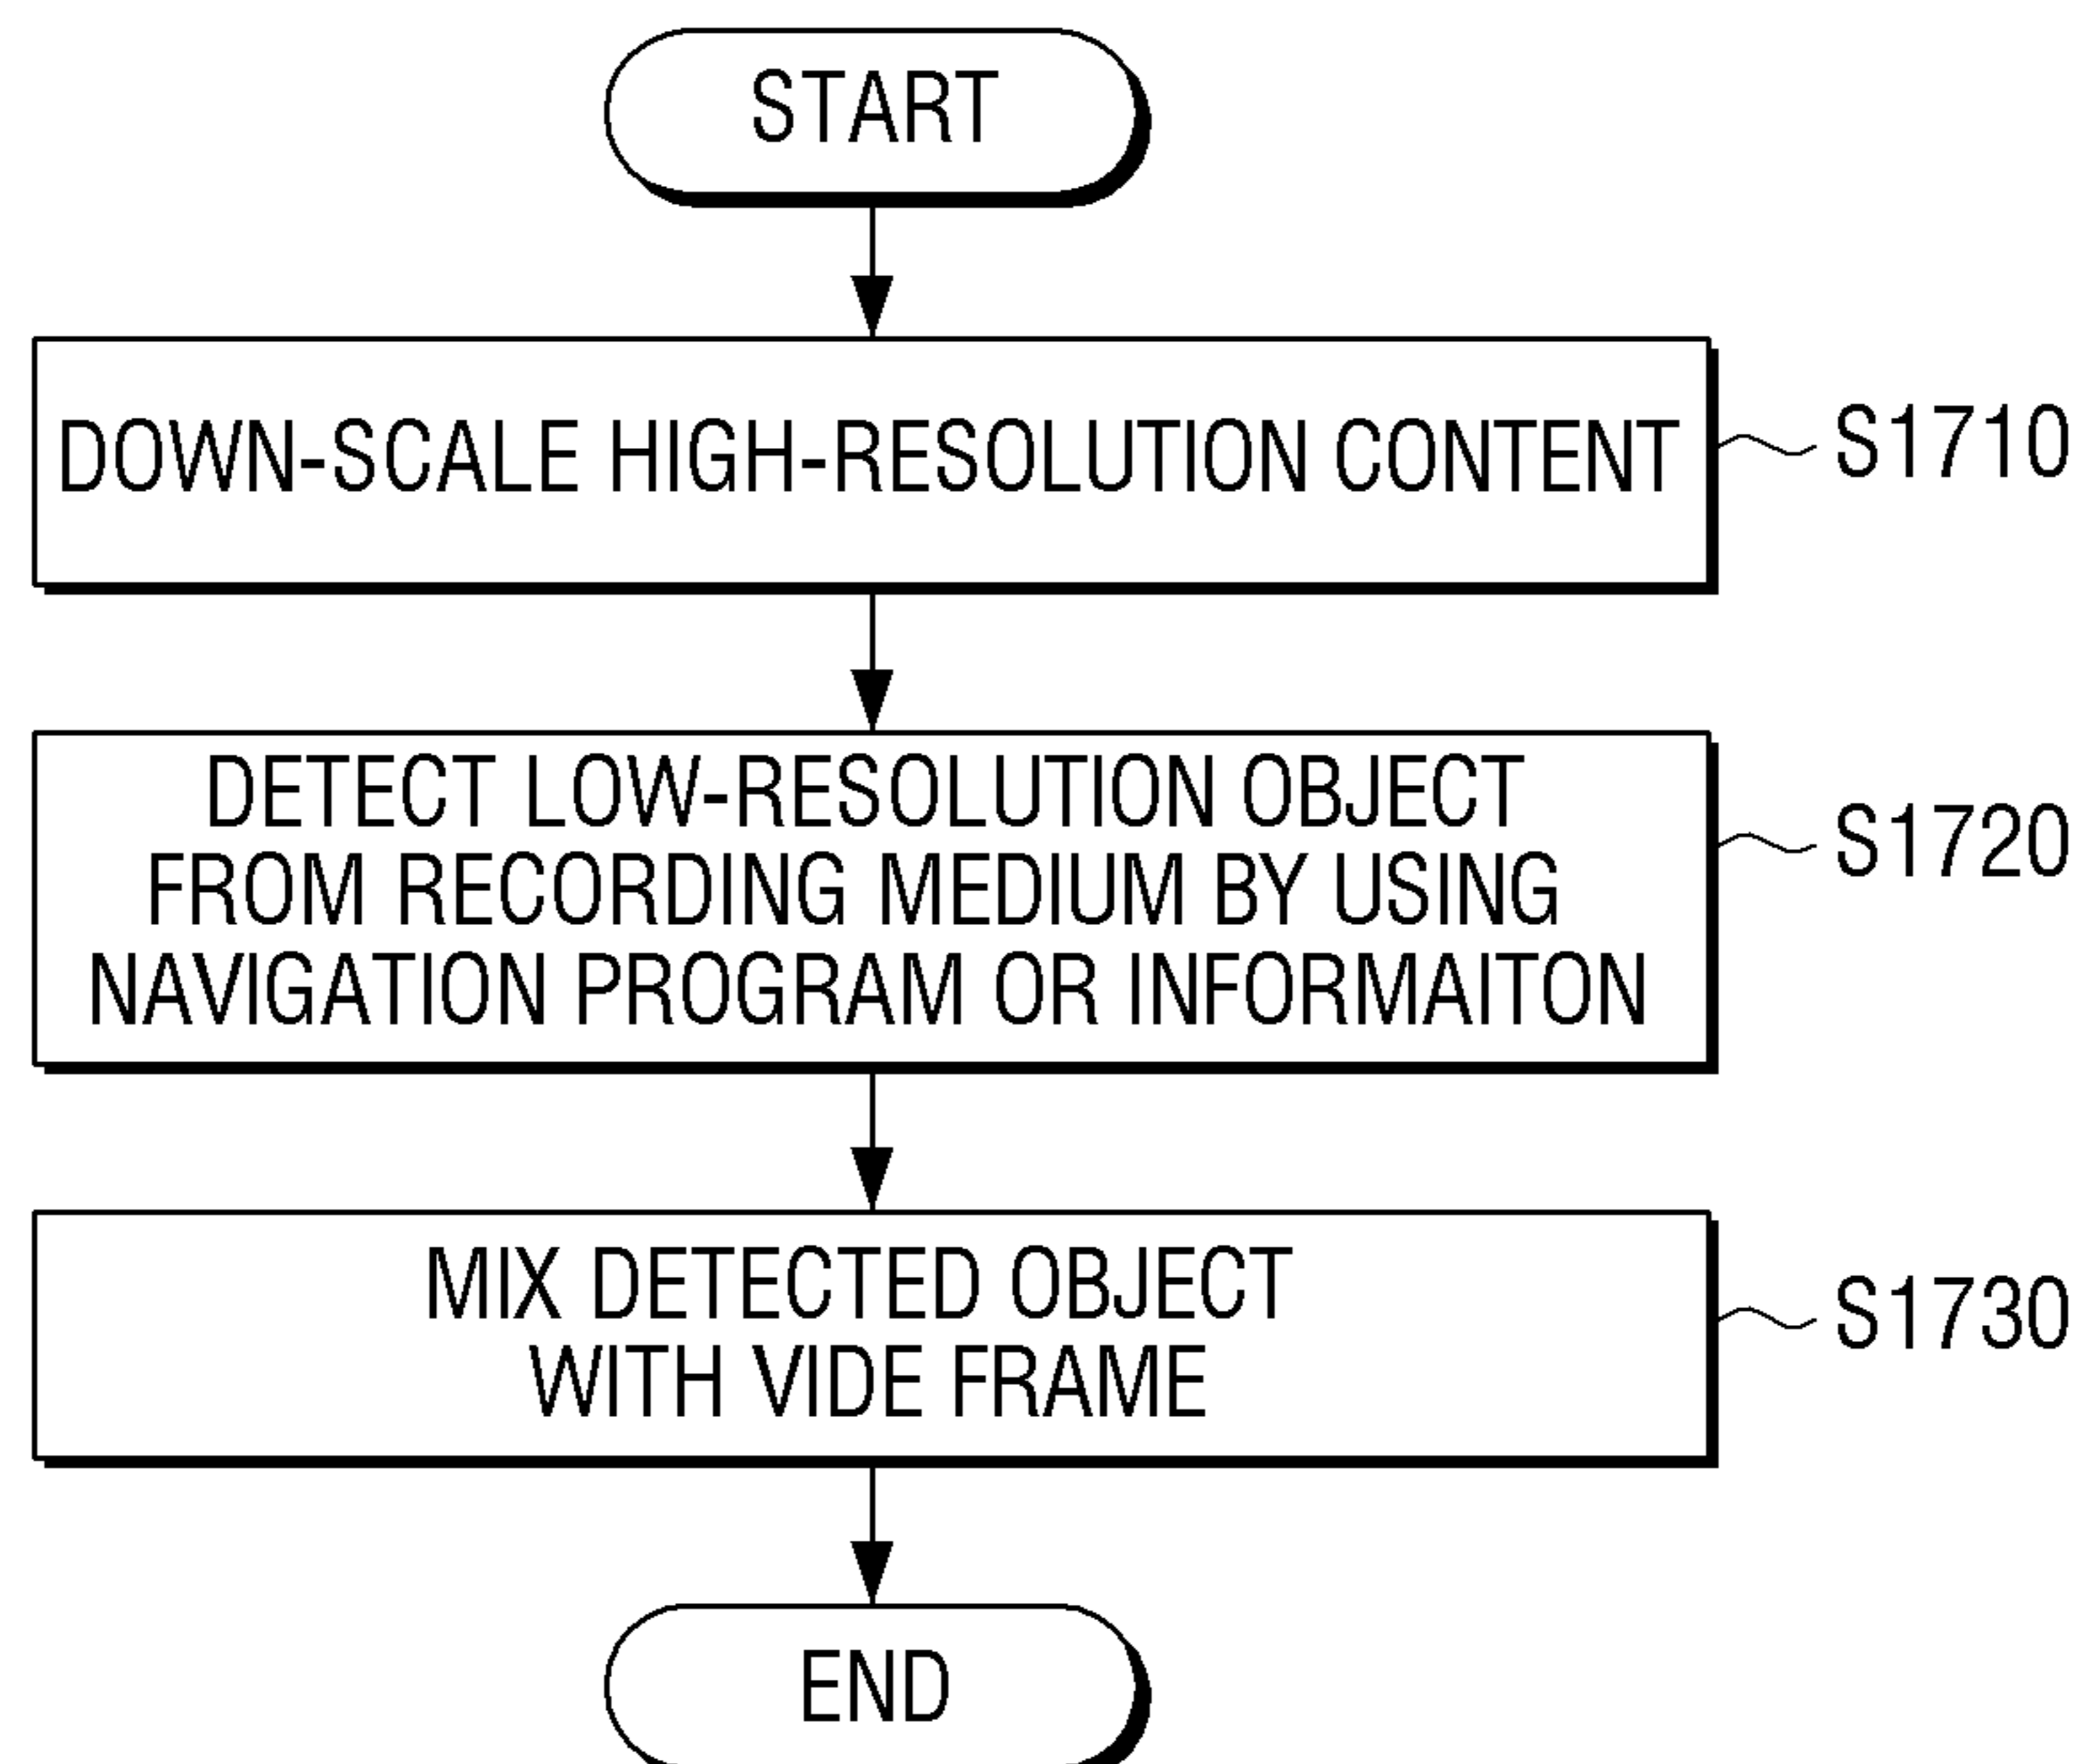 START
DOWN-SCALE HIGH-RESOLUTION CONTENT
S1710
DETECT LOW-RESOLUTION OBJECT
FROM RECORDING MEDIUM BY USING
NAVIGATION PROGRAM OR INFORMAITON
S1720
MIX DETECTED OBJECT
WITH VIDE FRAME
S1730
END